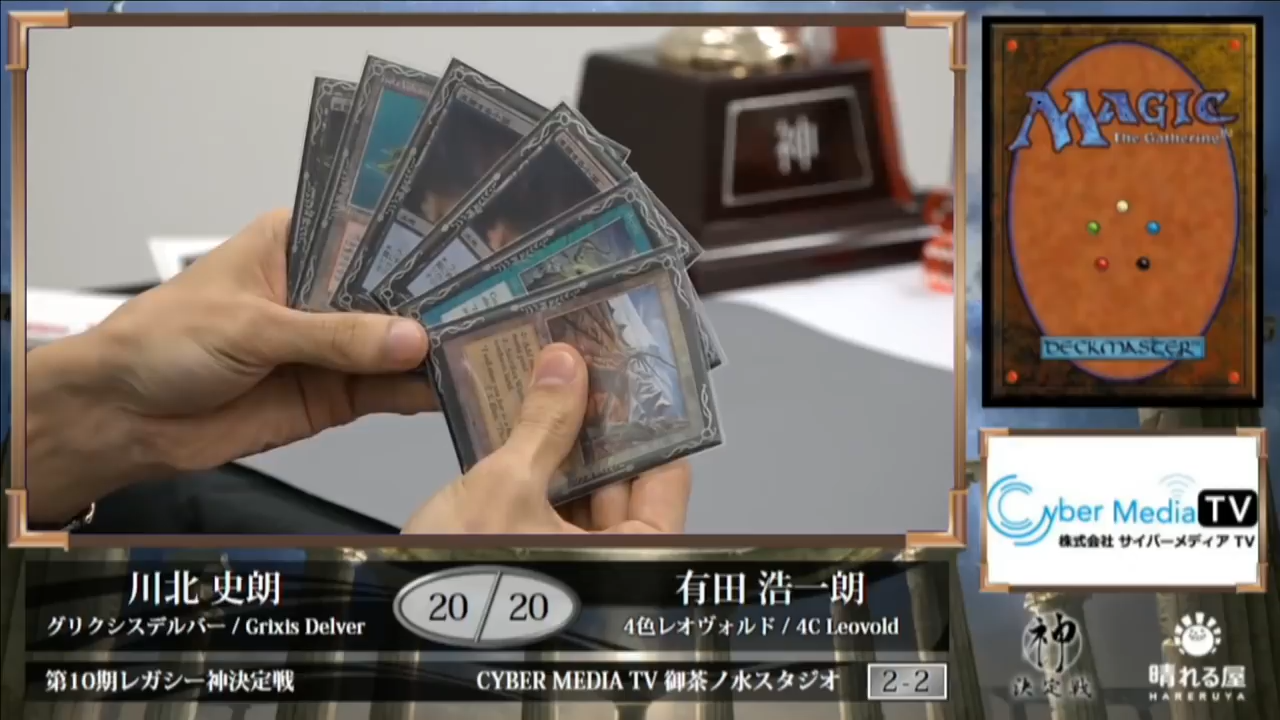 神
MAGIC
The Gathering
DECKMASTER
Cyber Media TV
株式会社 サイバーメディア TV
川北 史朗
20 / 20
有田 浩一朗
グリクシスデルバー / Grixis Delver
4色レオヴォルド / 4C Leovold
第10期レガシー神決定戦
CYBER MEDIA TV 御茶ノ水スタジオ
2-2
神
決定戦
晴れる屋
HARERUYA